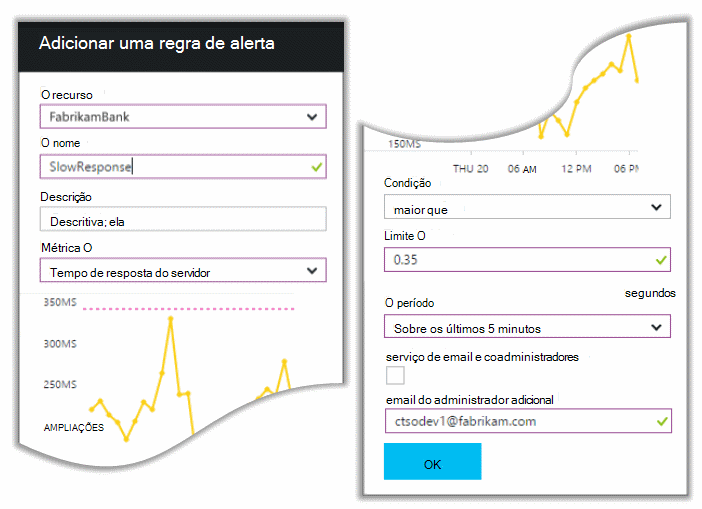 Adicionar uma regra de alerta
O recurso
FabrikamBank
O nome
SlowResponse
Descrição
Descritiva; ela
Métrica O
Tempo de resposta do servidor
350MS
300MS
250MS
AMPLIAÇÕES
150MS
THU 20 06 AM 12 PM 06 PM
Condição
maior que
Limite O
0.35
segundos
O período
Sobre os últimos 5 minutos
serviço de email e coadministradores
email do administrador adicional
ctsodev1@fabrikam.com
OK